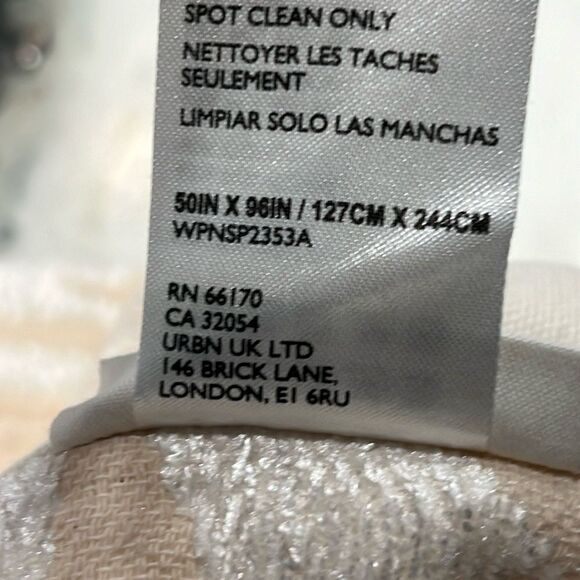 SPOT CLEAN ONLY
NETTOYER LES TACHES
SEULEMENT
LIMPIAR SOLO LAS MANCHAS
50IN X 96IN / 127CM X 244CM
WPNSP2353A
RN 66170
CA 32054
URBN UK LTD
146 BRICK LANE,
LONDON, E1 6RU